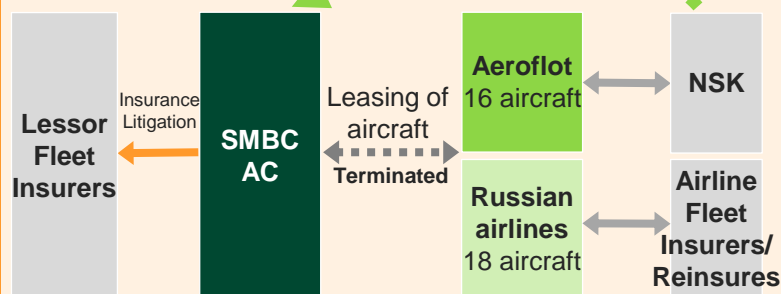 Lessor
Fleet
Insurers
Insurance
Litigation
SMBC
AC
Leasing of
aircraft
Terminated
Aeroflot
16 aircraft
NSK
Russian
airlines
18 aircraft
Airline
Fleet
Insurers/
Reinsures